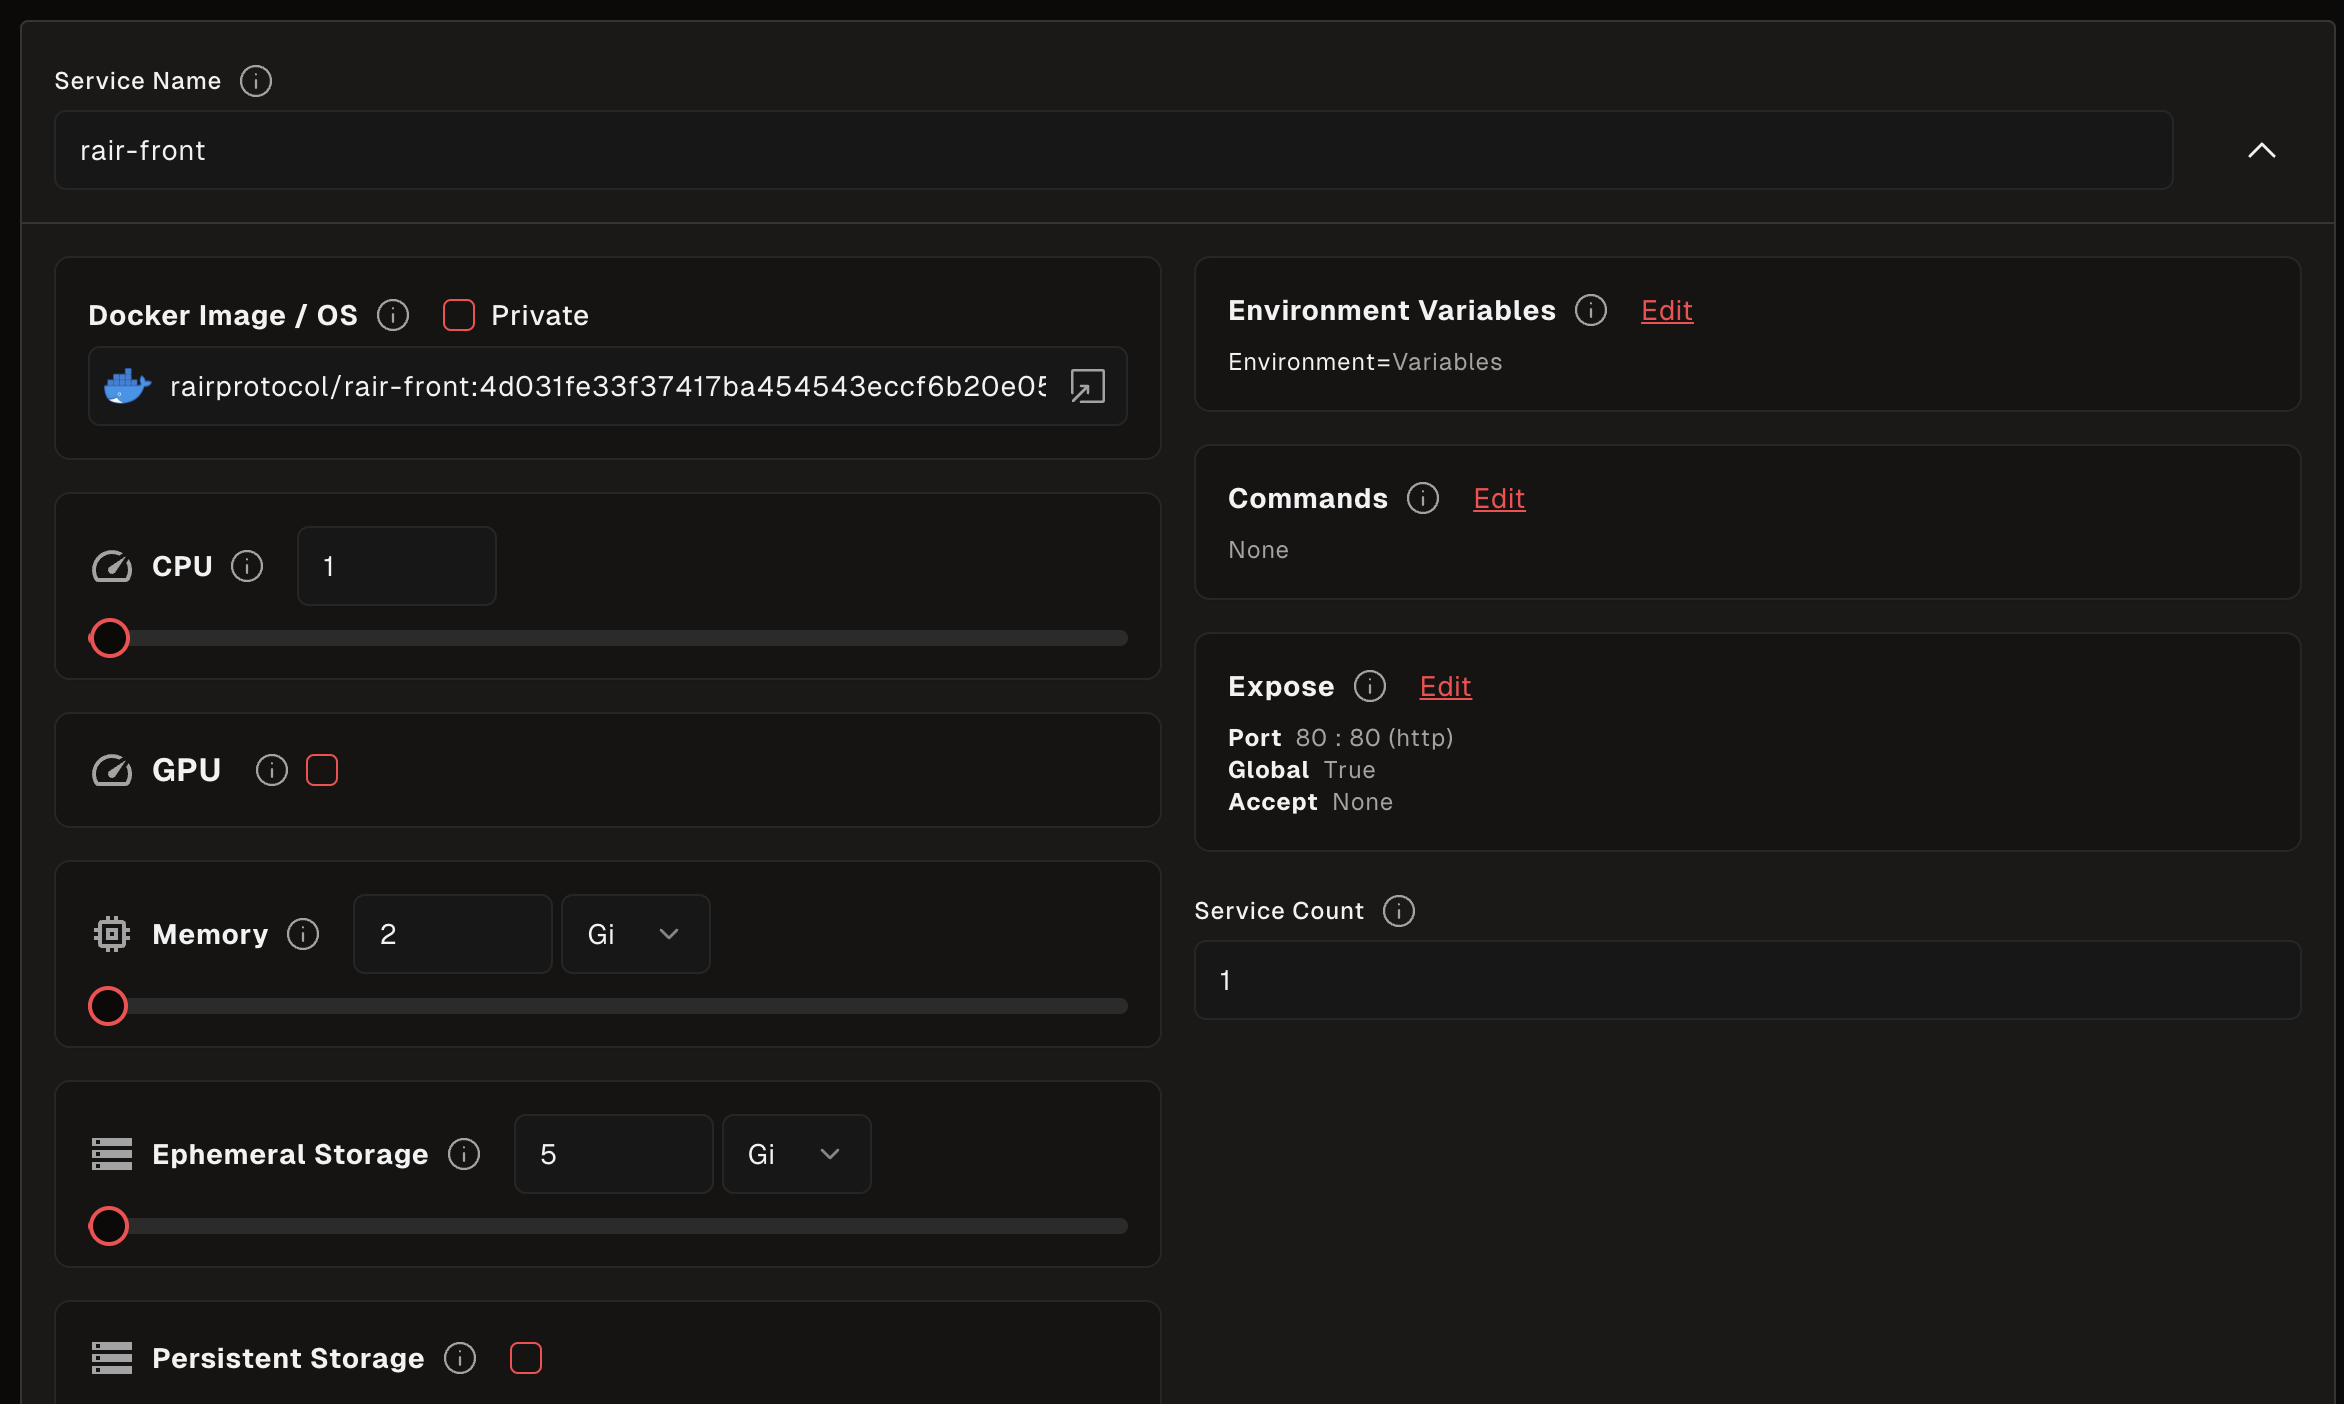 Service Name
rair-front
Docker Image / OS Private
rairprotocol/rair-front:4d031fe33f37417ba454543eccf6b20e05
CPU 1
GPU
Memory 2 Gi
Ephemeral Storage 5 Gi
Persistent Storage
Environment Variables Edit
Environment=Variables
Commands Edit
None
Expose Edit
Port 80 : 80 (http)
Global True
Accept None
Service Count
1